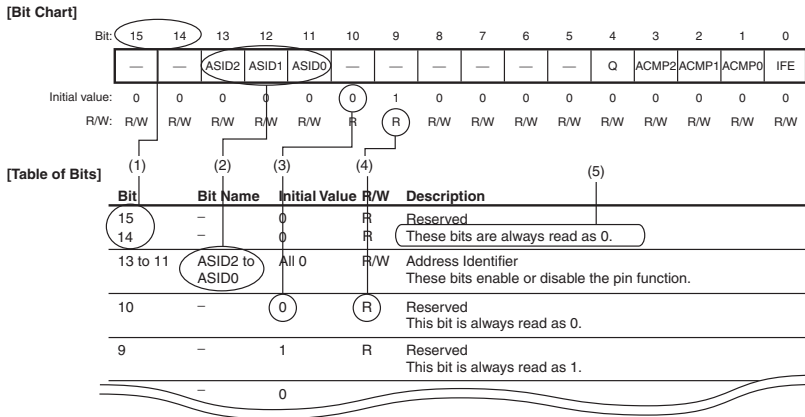 [Bit Chart]
Bit: 15 14 13 12 11 10 9 8 7 6 5 4 3 2 1 0
— — ASID2 ASID1 ASID0 — — — — — — Q ACMP2 ACMP1 ACMP0 IFE
Initial value: 0 0 0 0 0 0 1 0 0 0 0 0 0 0 0 0
R/W: R/W R/W R/W R/W R/W R R R/W R/W R/W R/W R/W R/W R/W R/W R/W
(1) (2) (3) (4) (5)
[Table of Bits]
Bit Bit Name Initial Value R/W Description
15 – 0 R Reserved
14 – 0 R These bits are always read as 0.
13 to 11 ASID2 to All 0 R/W Address Identifier
ASID0 These bits enable or disable the pin function.
10 – 0 R Reserved
This bit is always read as 0.
9 – 1 R Reserved
This bit is always read as 1.
– 0